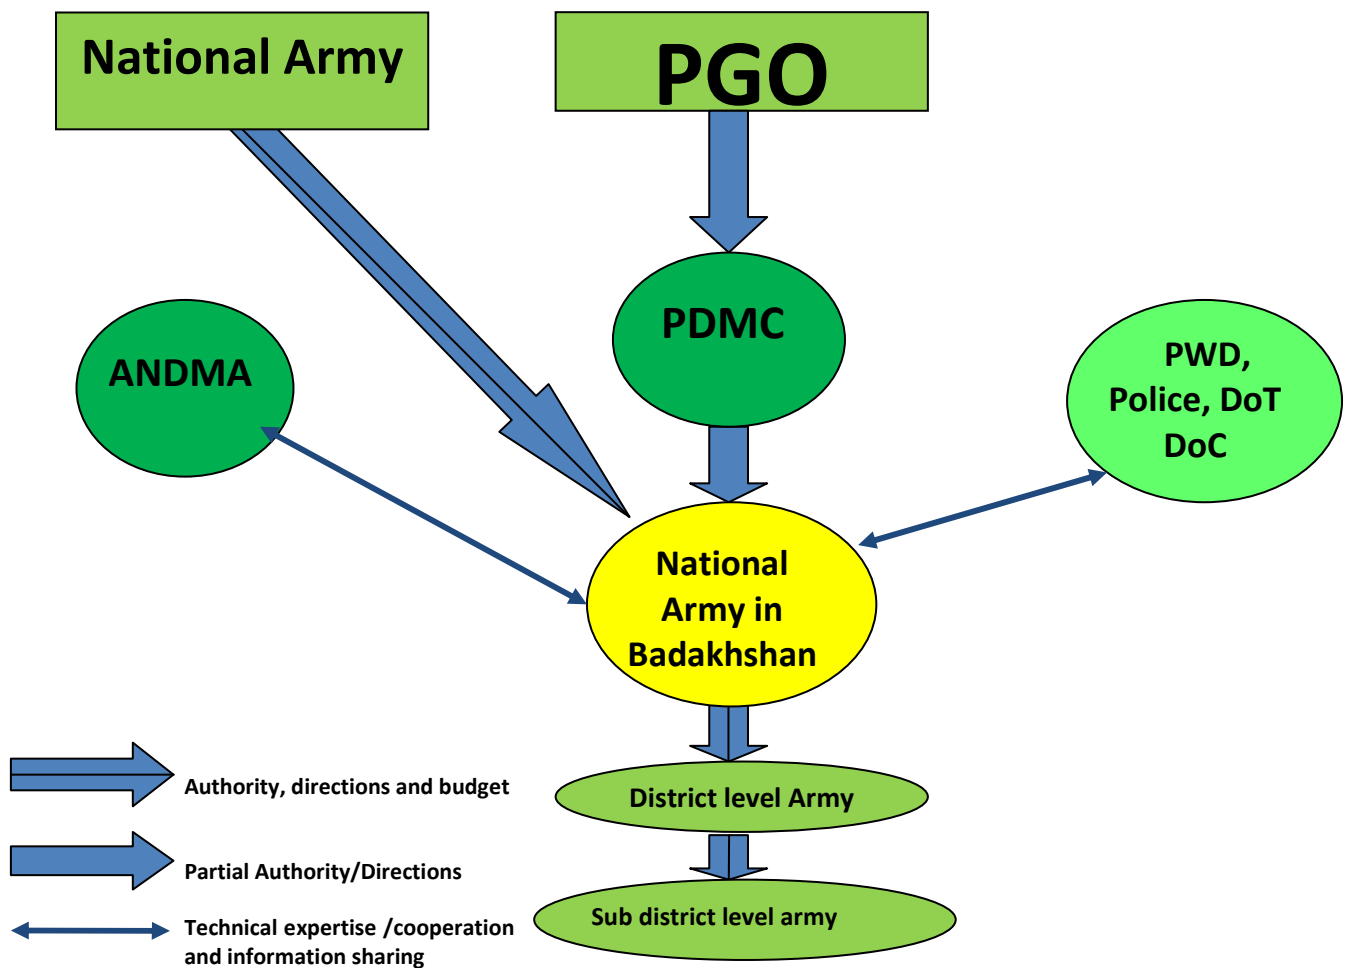 National Army
PGO
PDMC
ANDMA
PWD,
Police, DoT
DoC
National
Army in
Badakhshan
District level Army
Sub district level army
Authority, directions and budget
Partial Authority/Directions
Technical expertise /cooperation
and information sharing